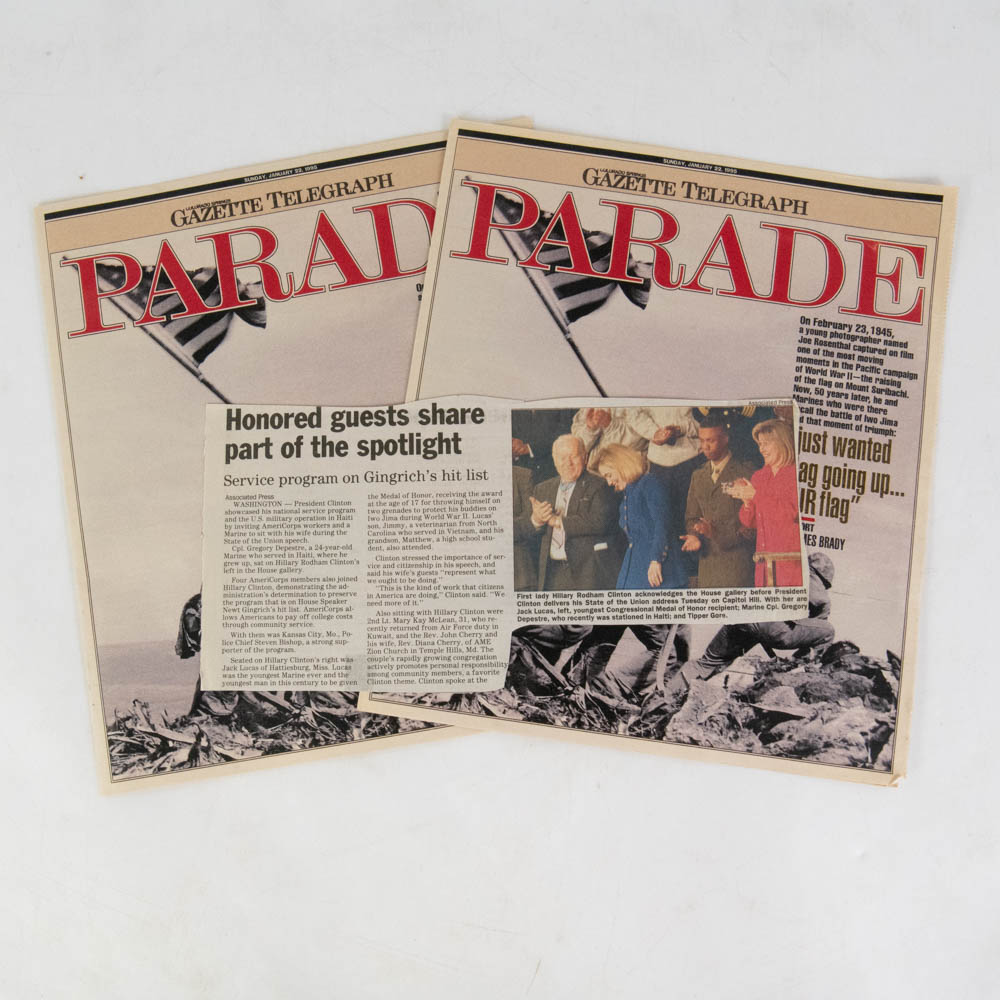 SUNDAY, JANUARY 22, 1995
COLORADO SPRINGS
GAZETTE TELEGRAPH
PARAD
SUNDAY, JANUARY 22, 1995
COLORADO SPRINGS
GAZETTE TELEGRAPH
PARADE
On February 23, 1945,
a young photographer named
Joe Rosenthal captured on film
one of the most moving
moments in the Pacific campaign
of World War II—the raising
of the flag on Mount Suribachi.
Now, 50 years later, he and
Marines who were there
call the battle of Iwo Jima
d that moment of triumph:
just wanted
ag going up...
UR flag”
ORT
MES BRADY
Honored guests share
part of the spotlight
Service program on Gingrich's hit list
Associated Press
WASHINGTON — President Clinton
showcased his national service program
and the U.S. military operation in Haiti
by inviting AmeriCorps workers and a
Marine to sit with his wife during the
State of the Union speech.
Cpl. Gregory Depestre, a 24-year-old
Marine who served in Haiti, where he
grew up, sat on Hillary Rodham Clinton's
left in the House gallery.
Four AmeriCorps members also joined
Hillary Clinton, demonstrating the ad-
ministration's determination to preserve
the program that is on House Speaker
Newt Gingrich's hit list. AmeriCorps al-
lows Americans to pay off college costs
through community service.
With them was Kansas City, Mo., Po-
lice Chief Steven Bishop, a strong sup-
porter of the program.
Seated on Hillary Clinton's right was
Jack Lucas of Hattiesburg, Miss. Lucas
was the youngest Marine ever and the
youngest man in this century to be given
the Medal of Honor, receiving the award
at the age of 17 for throwing himself on
two grenades to protect his buddies on
Iwo Jima during World War II. Lucas'
son, Jimmy, a veterinarian from North
Carolina who served in Vietnam, and his
grandson, Matthew, a high school stu-
dent, also attended.
Clinton stressed the importance of ser-
vice and citizenship in his speech, and
said his wife's guests "represent what
we ought to be doing."
"This is the kind of work that citizens
in America are doing," Clinton said. "We
need more of it."
Also sitting with Hillary Clinton were
2nd Lt. Mary Kay McLean, 31, who re-
cently returned from Air Force duty in
Kuwait, and the Rev. John Cherry and
his wife, Rev. Diana Cherry, of AME
Zion Church in Temple Hills, Md. The
couple's rapidly growing congregation
actively promotes personal responsibility
among community members, a favorite
Clinton theme. Clinton spoke at the
Associated Press
First lady Hillary Rodham Clinton acknowledges the House gallery before President
Clinton delivers his State of the Union address Tuesday on Capitol Hill. With her are
Jack Lucas, left, youngest Congressional Medal of Honor recipient; Marine Cpl. Gregory
Depestre, who recently was stationed in Haiti; and Tipper Gore.